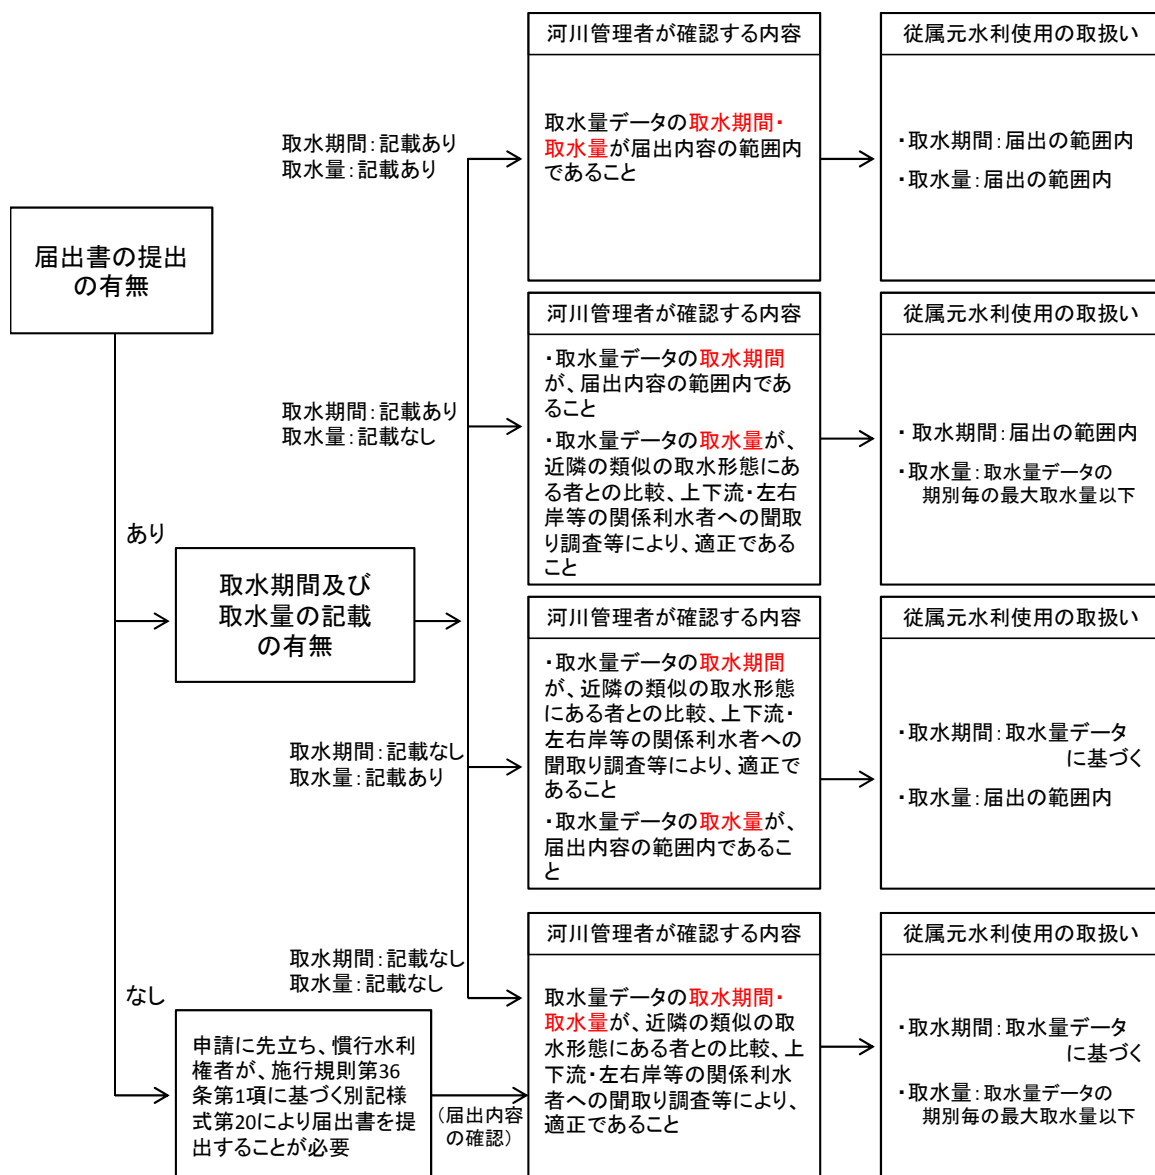 届出書の提出
の有無
あり
なし
取水期間及び
取水量の記載
の有無
申請に先立ち、慣行水利
権者が、施行規則第36
条第1項に基づく別記様
式第20により届出書を提
出することが必要
(届出内容
の確認)
取水期間:記載あり
取水量:記載あり
河川管理者が確認する内容
取水量データの取水期間・
取水量が届出内容の範囲内
であること
従属元水利使用の取扱い
・取水期間:届出の範囲内
・取水量:届出の範囲内
取水期間:記載あり
取水量:記載なし
河川管理者が確認する内容
・取水量データの取水期間
が、届出内容の範囲内であ
ること
・取水量データの取水量が、
近隣の類似の取水形態にあ
る者との比較、上下流・左右
岸等の関係利水者への聞取
り調査等により、適正である
こと
従属元水利使用の取扱い
・取水期間:届出の範囲内
・取水量:取水量データの
期別毎の最大取水量以下
取水期間:記載なし
取水量:記載あり
河川管理者が確認する内容
・取水量データの取水期間
が、近隣の類似の取水形態
にある者との比較、上下流・
左右岸等の関係利水者への
聞取り調査等により、適正で
あること
・取水量データの取水量が、
届出内容の範囲内であるこ
と
従属元水利使用の取扱い
・取水期間:取水量データ
に基づく
・取水量:届出の範囲内
取水期間:記載なし
取水量:記載なし
河川管理者が確認する内容
取水量データの取水期間・
取水量が、近隣の類似の取
水形態にある者との比較、上
下流・左右岸等の関係利水
者への聞取り調査等により、
適正であること
従属元水利使用の取扱い
・取水期間:取水量データ
に基づく
・取水量:取水量データの
期別毎の最大取水量以下